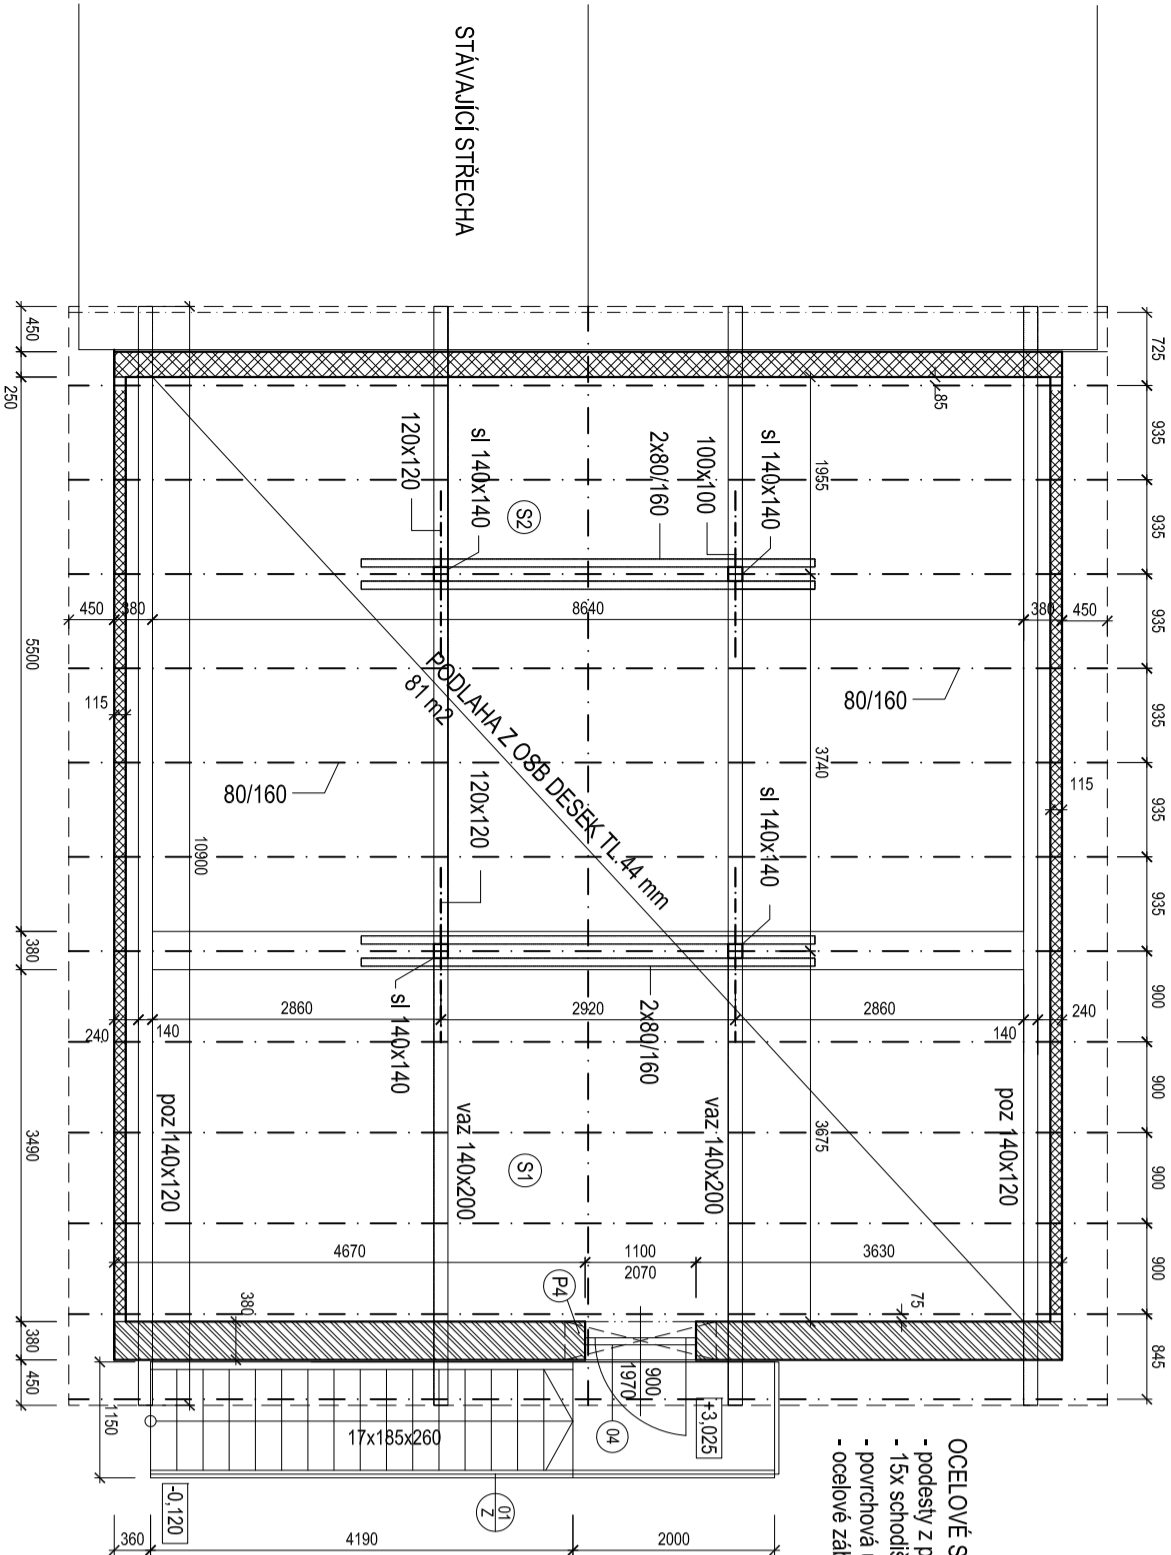 STÁVAJÍCÍ STŘECHA
725
935
935
935
935
935
935
900
900
900
900
845
450
250
5500
380
3490
380
450
85
1955
3740
3675
75
sl 140x140
100x100
2x80/160
S2
sl 140x140
120x120
450
380
8640
380
450
80/160
80/160
115
115
PODLAHA Z OSB DESEK TL.44 mm
81 m2
10900
120x120
sl 140x140
sl 140x140
2x80/160
240
140
2860
2920
2860
140
240
poz 140x120
vaz 140x200
vaz 140x200
poz 140x120
S1
4670
1100
2070
3630
P4
380
900
1970
04
+3,025
17x185x260
1150
01
Z
-0,120
360
4190
2000
OCELOVÉ S
- podesty z p
- 15x schodiš
- povrchová
- ocelové záb